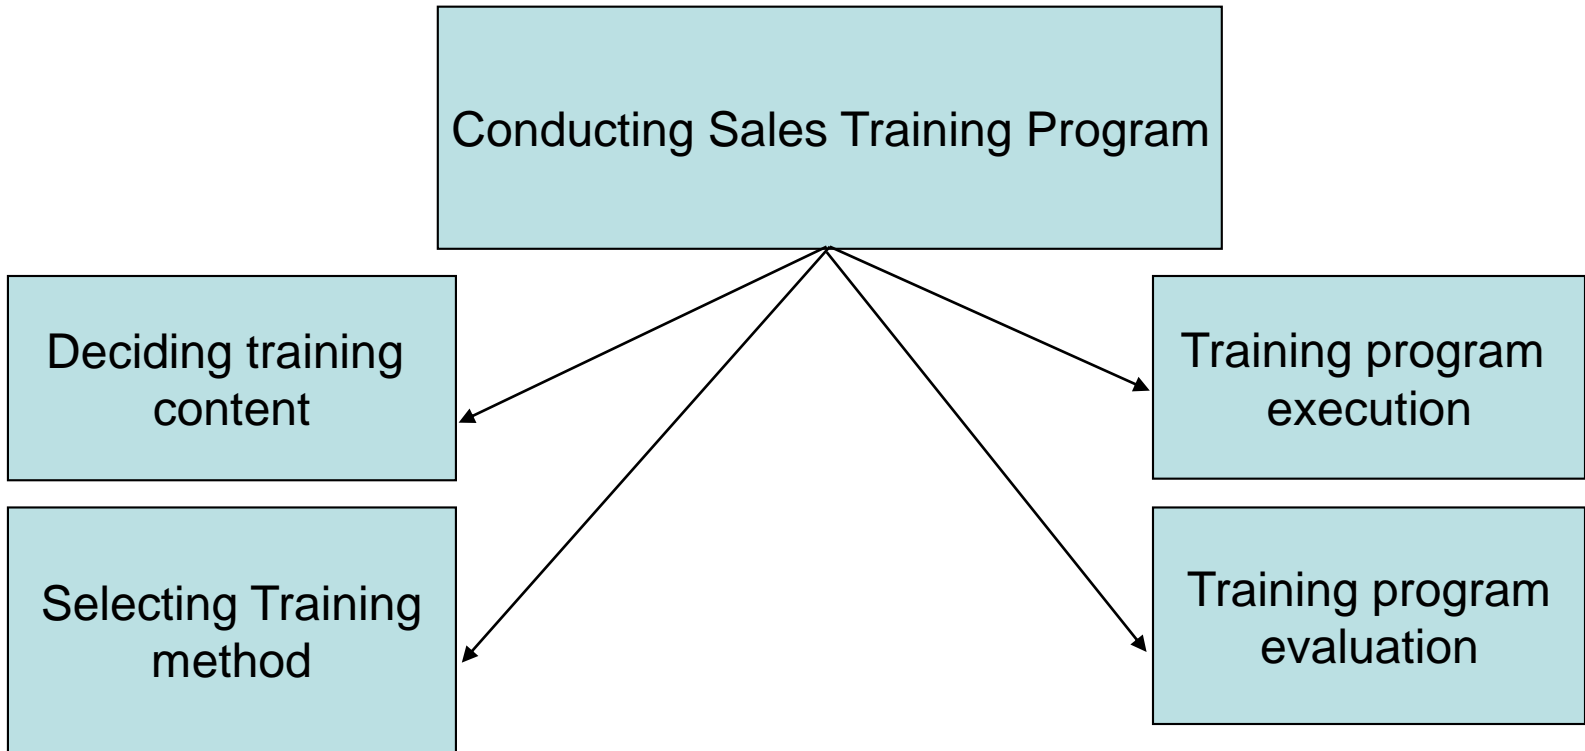 Conducting Sales Training Program
Deciding training
content
Selecting Training
method
Training program
execution
Training program
evaluation